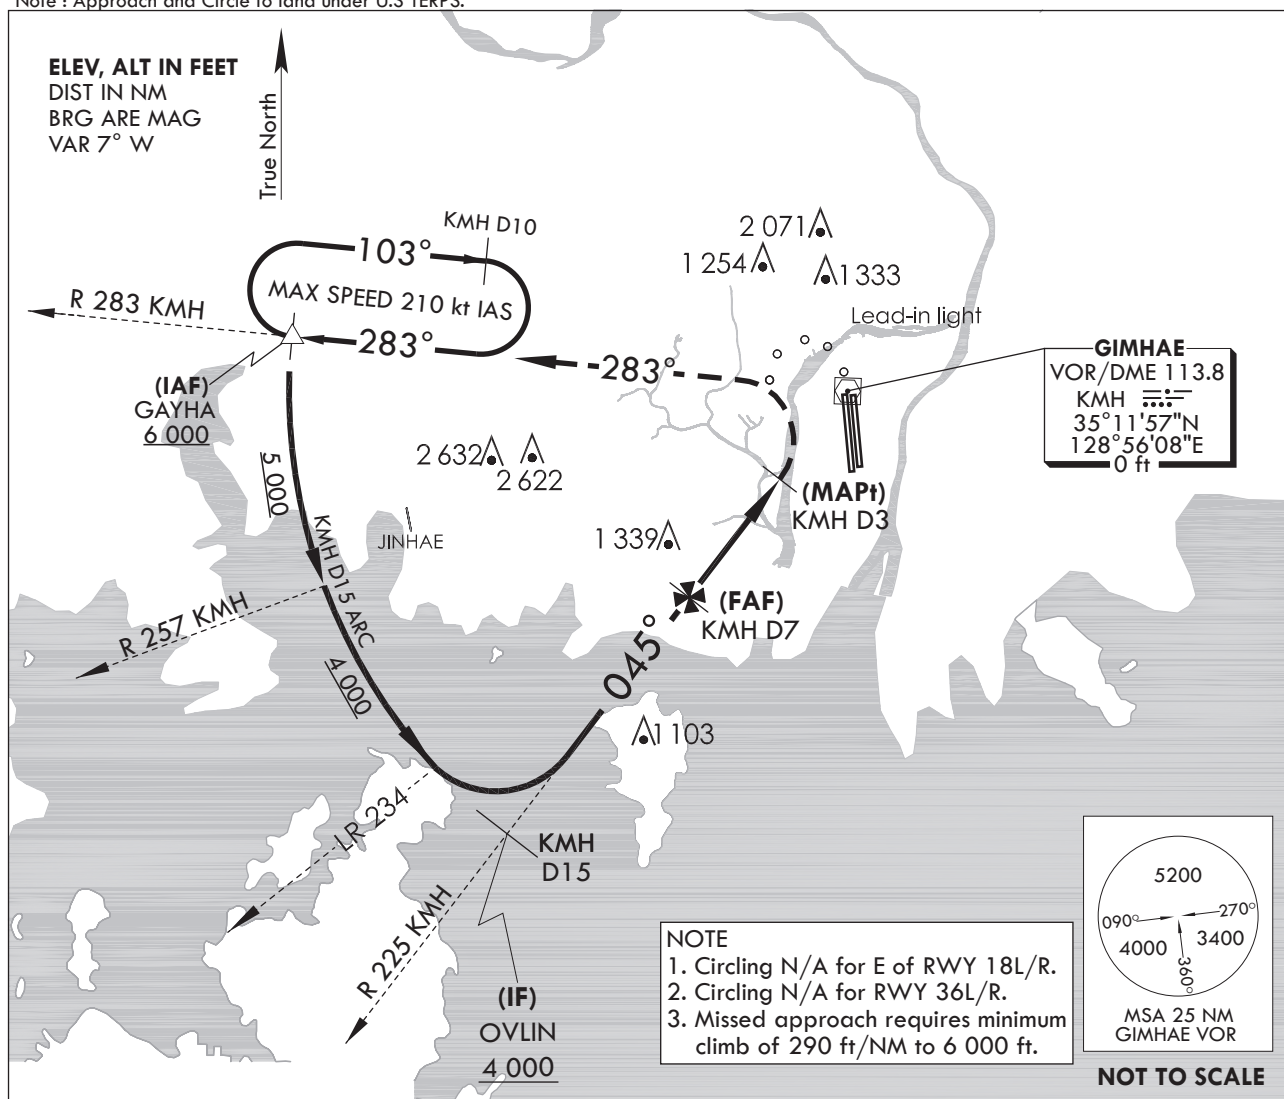 Note : Approach and Circle to land under U.S TERPS.
ELEV, ALT IN FEET
DIST IN NM
BRG ARE MAG
VAR 7° W
True North
KMH D10
103°
MAX SPEED 210 kt IAS
R 283 KMH
283°
283°
2 071
1 254
1 333
Lead-in light
GIMHAE
VOR/DME 113.8
KMH
35°11'57"N
128°56'08"E
0 ft
(IAF)
GAYHA
6 000
5 000
2 632
2 622
(MAPt)
KMH D3
JINHAE
1 339
KMH D15 ARC
R 257 KMH
(FAF)
KMH D7
4 000
045°
1 103
LR 234
KMH
D15
R 225 KMH
(IF)
OVLIN
4 000
NOTE
1. Circling N/A for E of RWY 18L/R.
2. Circling N/A for RWY 36L/R.
3. Missed approach requires minimum
climb of 290 ft/NM to 6 000 ft.
5200
090°
270°
4000
3400
360°
MSA 25 NM
GIMHAE VOR
NOT TO SCALE